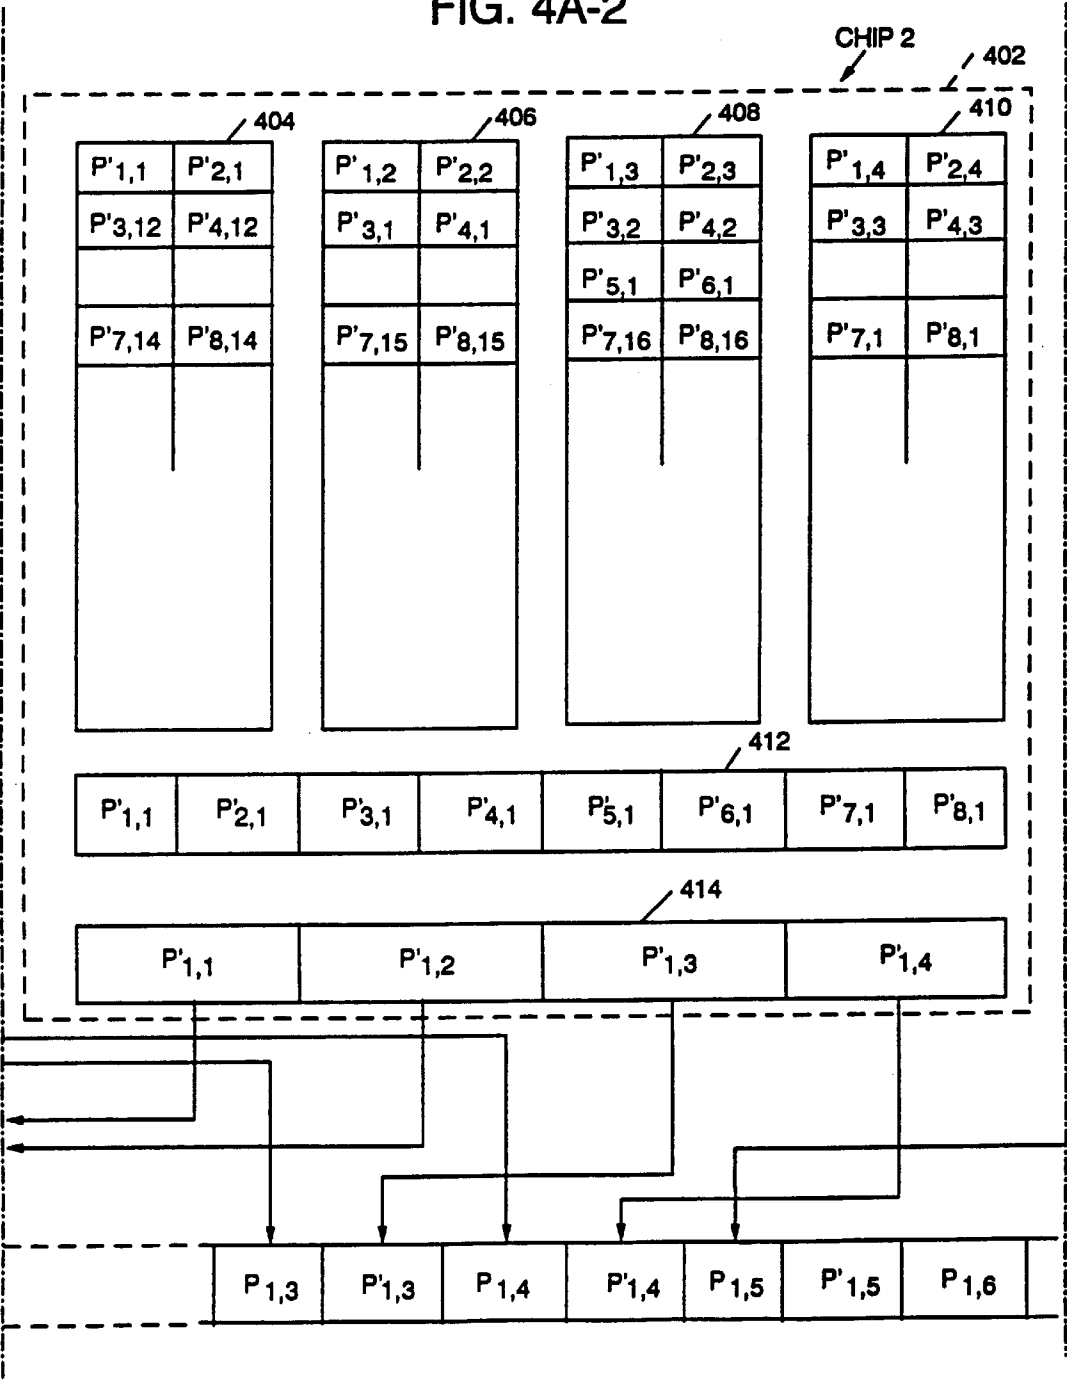 FIG. 4A-2
CHIP 2
402
404 406 408 410
P'1,1 P'2,1 P'1,2 P'2,2 P'1,3 P'2,3 P'1,4 P'2,4
P'3,12 P'4,12 P'3,1 P'4,1 P'3,2 P'4,2 P'3,3 P'4,3
P'5,1 P'6,1
P'7,14 P'8,14 P'7,15 P'8,15 P'7,16 P'8,16 P'7,1 P'8,1
412
P'1,1 P'2,1 P'3,1 P'4,1 P'5,1 P'6,1 P'7,1 P'8,1
414
P'1,1 P'1,2 P'1,3 P'1,4
P1,3 P'1,3 P1,4 P'1,4 P1,5 P'1,5 P1,6